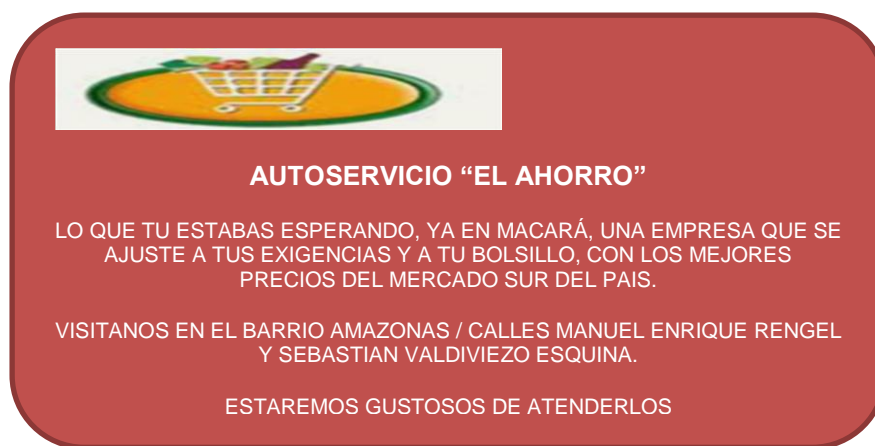 AUTOSERVICIO “EL AHORRO”
LO QUE TU ESTABAS ESPERANDO, YA EN MACARÁ, UNA EMPRESA QUE SE
AJUSTE A TUS EXIGENCIAS Y A TU BOLSILLO, CON LOS MEJORES
PRECIOS DEL MERCADO SUR DEL PAIS.
VISITANOS EN EL BARRIO AMAZONAS / CALLES MANUEL ENRIQUE RENGEL
Y SEBASTIAN VALDIVIEZO ESQUINA.
ESTAREMOS GUSTOSOS DE ATENDERLOS